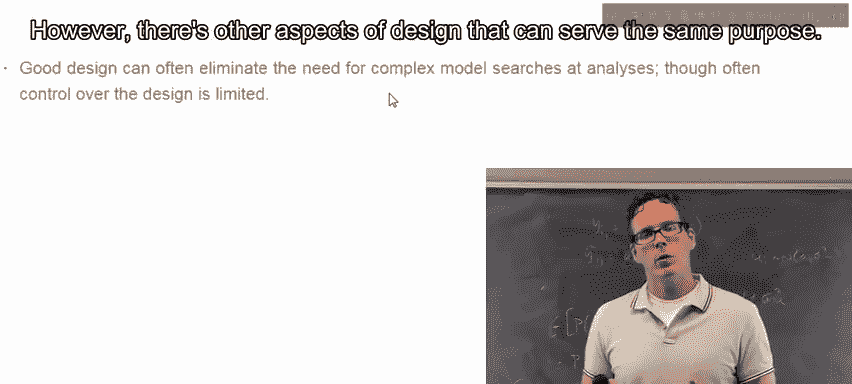 However, there's other aspects of design that can serve the same purpose.
· Good design can often eliminate the need for complex model searches at analyses; though often
control over the design is limited.